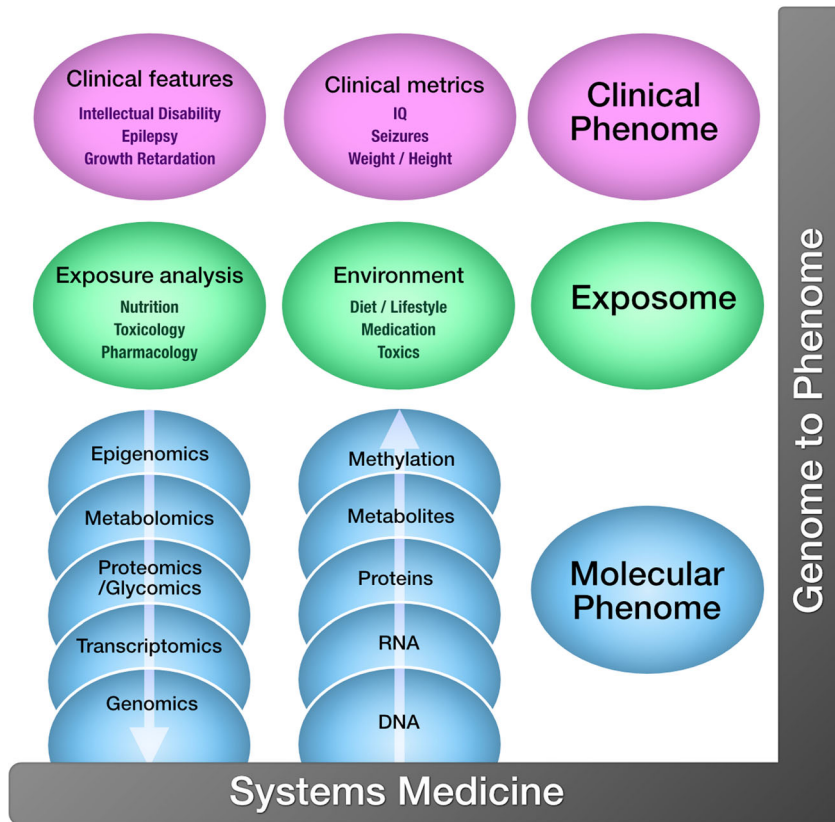 Clinical features
Intellectual Disability
Epilepsy
Growth Retardation
Clinical metrics
IQ
Seizures
Weight / Height
Clinical
Phenome
Exposure analysis
Nutrition
Toxicology
Pharmacology
Environment
Diet / Lifestyle
Medication
Toxics
Exposome
Epigenomics
Metabolomics
Proteomics
/Glycomics
Transcriptomics
Genomics
Methylation
Metabolites
Proteins
RNA
DNA
Molecular
Phenome
Genome to Phenome
Systems Medicine